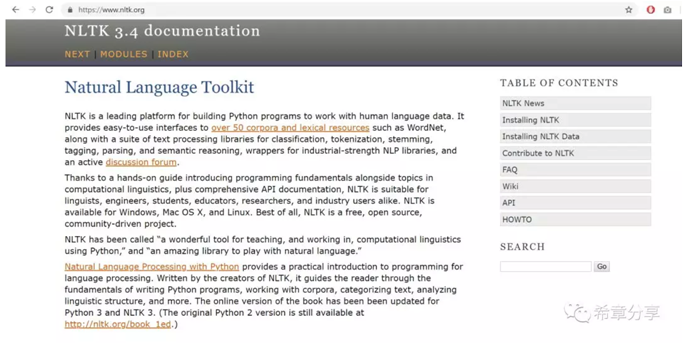 https://www.nltk.org
NLTK 3.4 documentation
NEXT | MODULES | INDEX
Natural Language Toolkit
NLTK is a leading platform for building Python programs to work with human language data. It
provides easy-to-use interfaces to over 50 corpora and lexical resources such as WordNet,
along with a suite of text processing libraries for classification, tokenization, stemming,
tagging, parsing, and semantic reasoning, wrappers for industrial-strength NLP libraries, and
an active discussion forum.
Thanks to a hands-on guide introducing programming fundamentals alongside topics in
computational linguistics, plus comprehensive API documentation, NLTK is suitable for
linguists, engineers, students, educators, researchers, and industry users alike. NLTK is
available for Windows, Mac OS X, and Linux. Best of all, NLTK is a free, open source,
community-driven project.
NLTK has been called “a wonderful tool for teaching, and working in, computational linguistics
using Python,” and “an amazing library to play with natural language.”
Natural Language Processing with Python provides a practical introduction to programming for
language processing. Written by the creators of NLTK, it guides the reader through the
fundamentals of writing Python programs, working with corpora, categorizing text, analyzing
linguistic structure, and more. The online version of the book has been been updated for
Python 3 and NLTK 3. (The original Python 2 version is still available at
http://nltk.org/book_1ed.)
TABLE OF CONTENTS
NLTK News
Installing NLTK
Installing NLTK Data
Contribute to NLTK
FAQ
Wiki
API
HOWTO
SEARCH
Go
希章分享